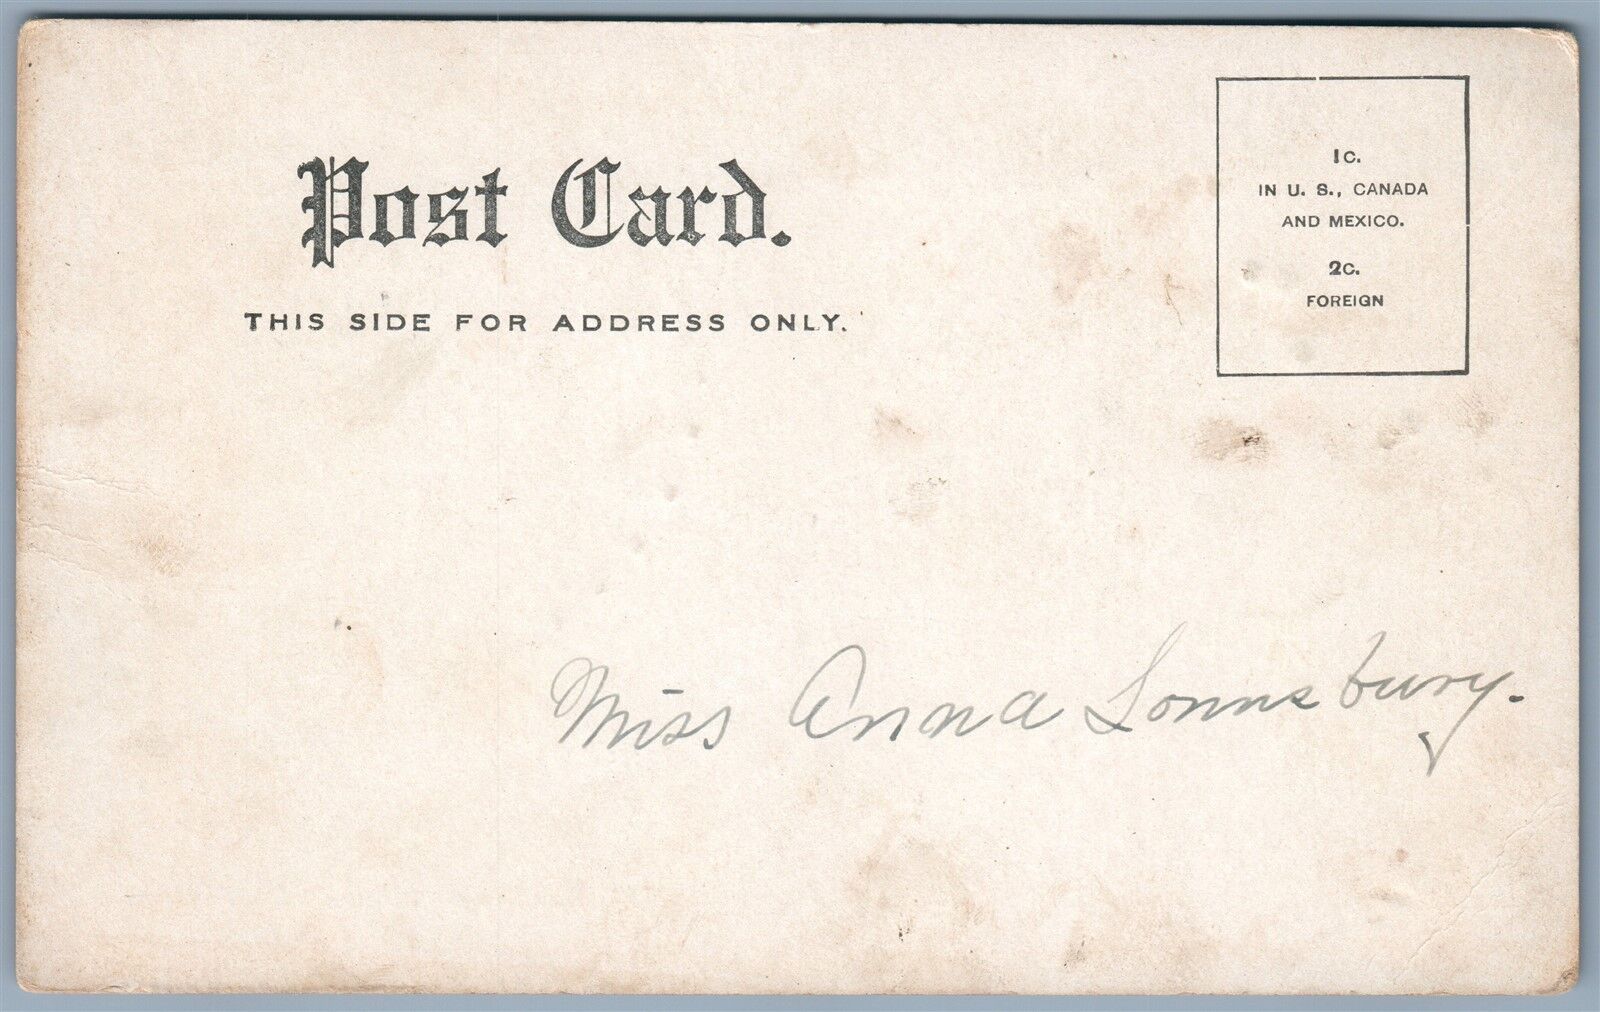 Post Card.
THIS SIDE FOR ADDRESS ONLY.
1c.
IN U. S., CANADA
AND MEXICO.
2c.
FOREIGN
Miss Anna Lounsbury.